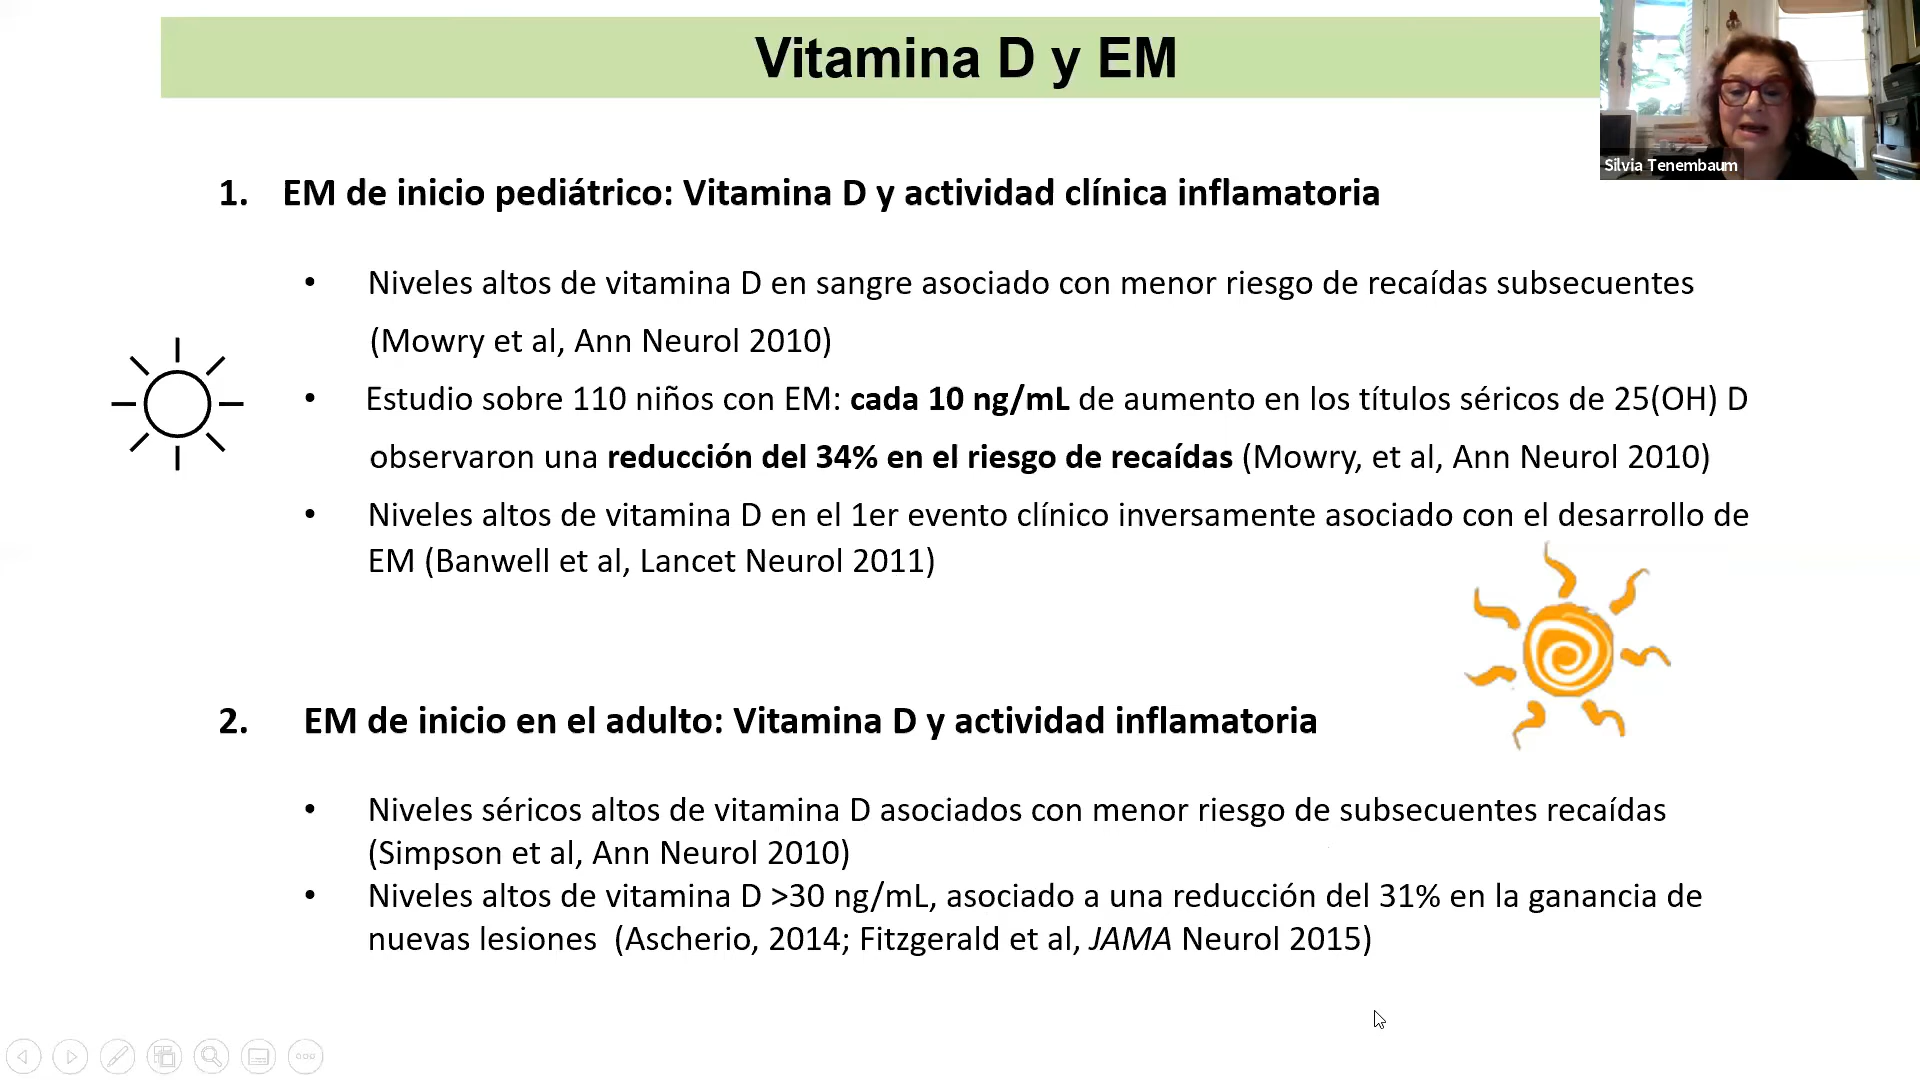 Vitamina D y EM
Silvia Tenembaum
1. EM de inicio pediátrico: Vitamina D y actividad clínica inflamatoria
• Niveles altos de vitamina D en sangre asociado con menor riesgo de recaídas subsecuentes
(Mowry et al, Ann Neurol 2010)
• Estudio sobre 110 niños con EM: cada 10 ng/mL de aumento en los títulos séricos de 25(OH) D
observaron una reducción del 34% en el riesgo de recaídas (Mowry, et al, Ann Neurol 2010)
• Niveles altos de vitamina D en el 1er evento clínico inversamente asociado con el desarrollo de
EM (Banwell et al, Lancet Neurol 2011)
2. EM de inicio en el adulto: Vitamina D y actividad inflamatoria
• Niveles séricos altos de vitamina D asociados con menor riesgo de subsecuentes recaídas
(Simpson et al, Ann Neurol 2010)
• Niveles altos de vitamina D >30 ng/mL, asociado a una reducción del 31% en la ganancia de
nuevas lesiones (Ascherio, 2014; Fitzgerald et al, JAMA Neurol 2015)